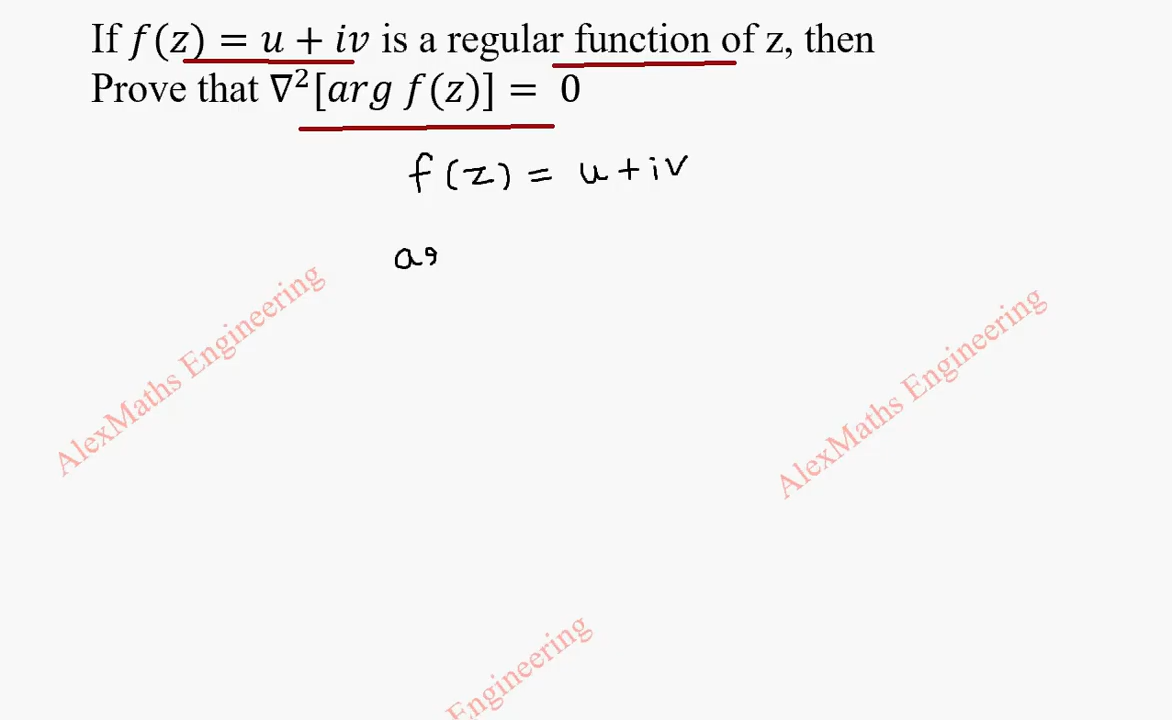 If f(z) = u + iv is a regular function of z, then
Prove that ∇²[arg f(z)] = 0
f(z) = u + iv
AlexMaths Engineering
AlexMaths Engineering
Engineering